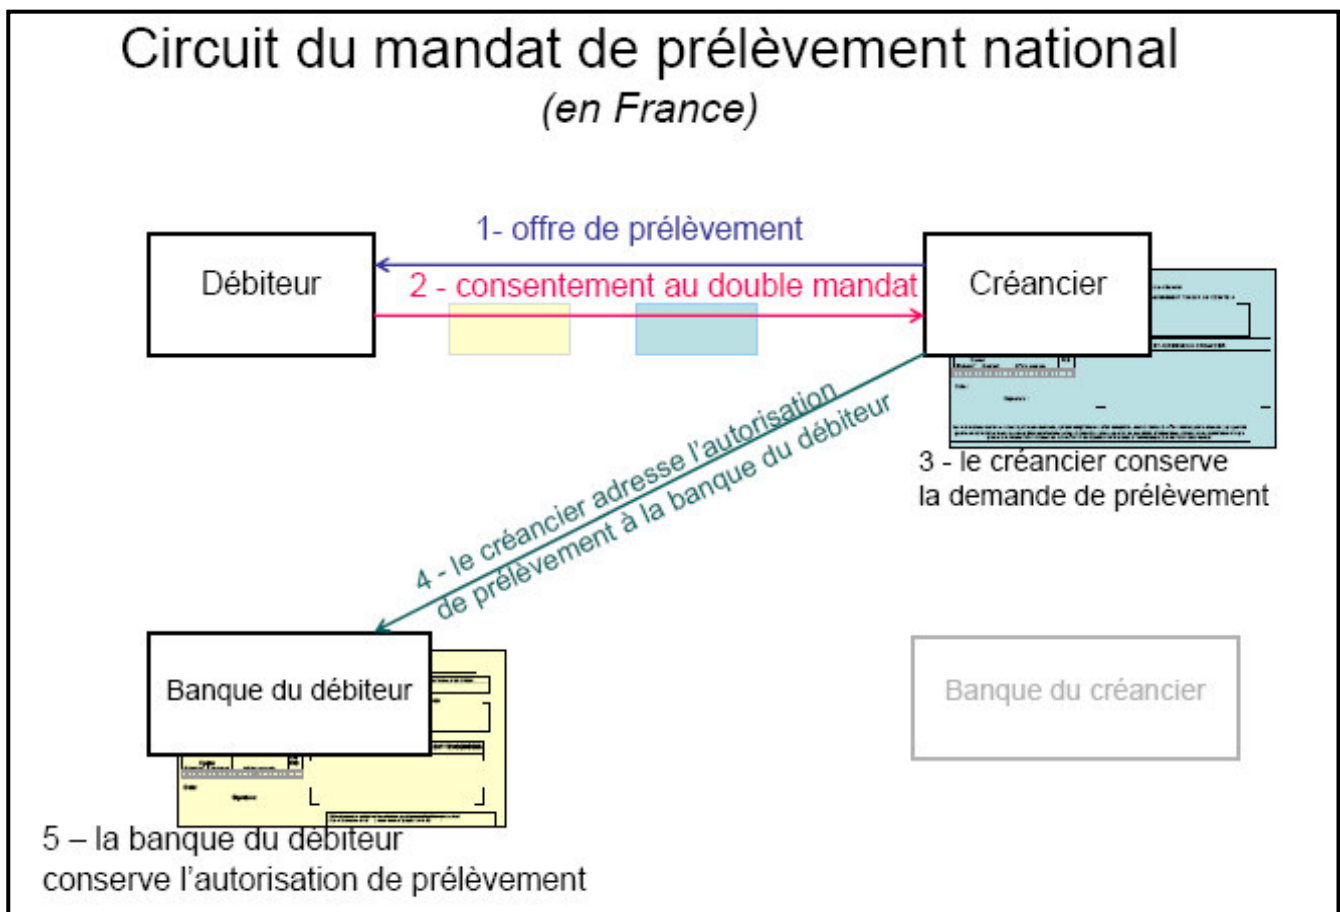 Circuit du mandat de prélèvement national
(en France)
1- offre de prélèvement
Débiteur
2 - consentement au double mandat
Créancier
3 - le créancier conserve
la demande de prélèvement
4 - le créancier adresse l'autorisation
de prélèvement à la banque du débiteur
Banque du débiteur
Banque du créancier
5 – la banque du débiteur
conserve l'autorisation de prélèvement